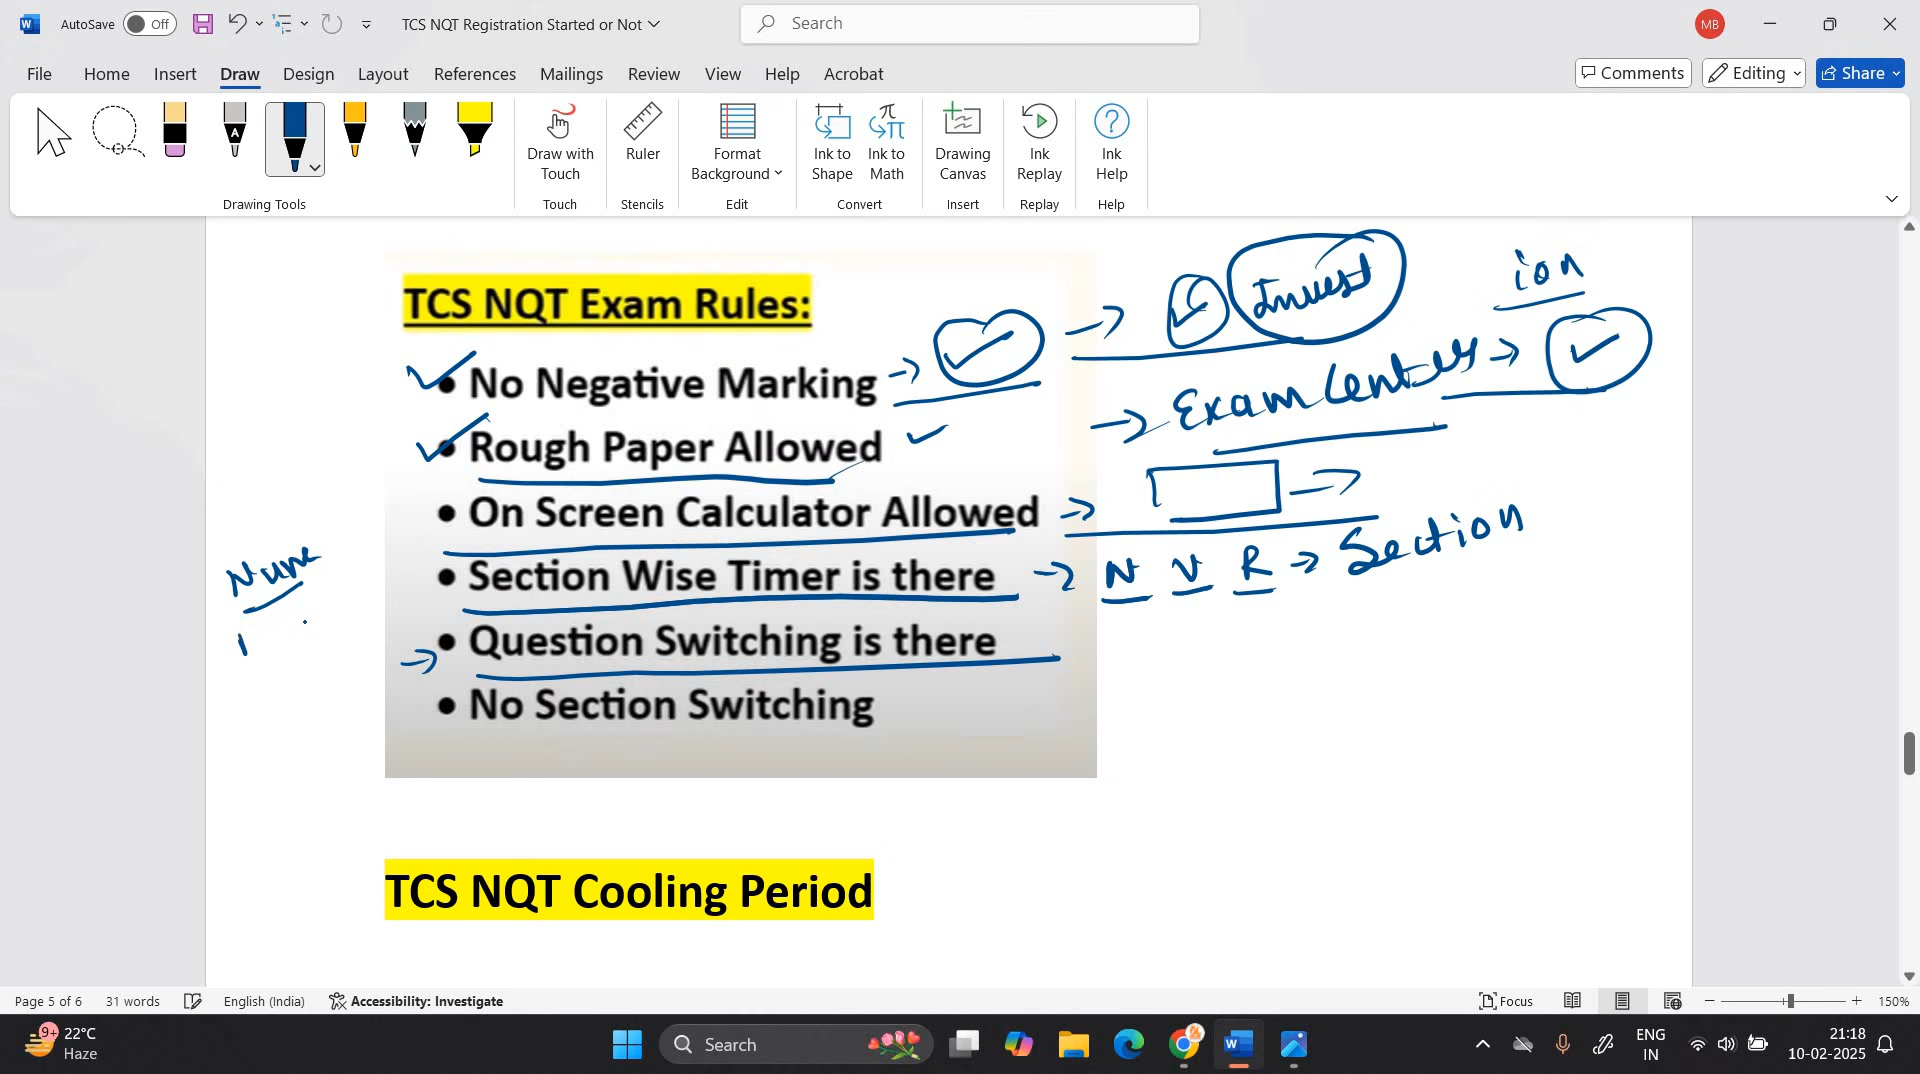 AutoSave Off TCS NQT Registration Started or Not Search MB
File Home Insert Draw Design Layout References Mailings Review View Help Acrobat Comments Editing Share
A
Draw with Touch
Ruler
Format Background
Ink to Shape
Ink to Math
Drawing Canvas
Ink Replay
Ink Help
Drawing Tools Touch Stencils Edit Convert Insert Replay Help
TCS NQT Exam Rules:
Invest
ion
• No Negative Marking
Exam Centers
• Rough Paper Allowed
• On Screen Calculator Allowed
• Section Wise Timer is there
N V R → Section
Nume
1
• Question Switching is there
• No Section Switching
TCS NQT Cooling Period
Page 5 of 6 31 words English (India) Accessibility: Investigate Focus 150%
9+
22°C
Haze
Search
ENG
IN
21:18
10-02-2025